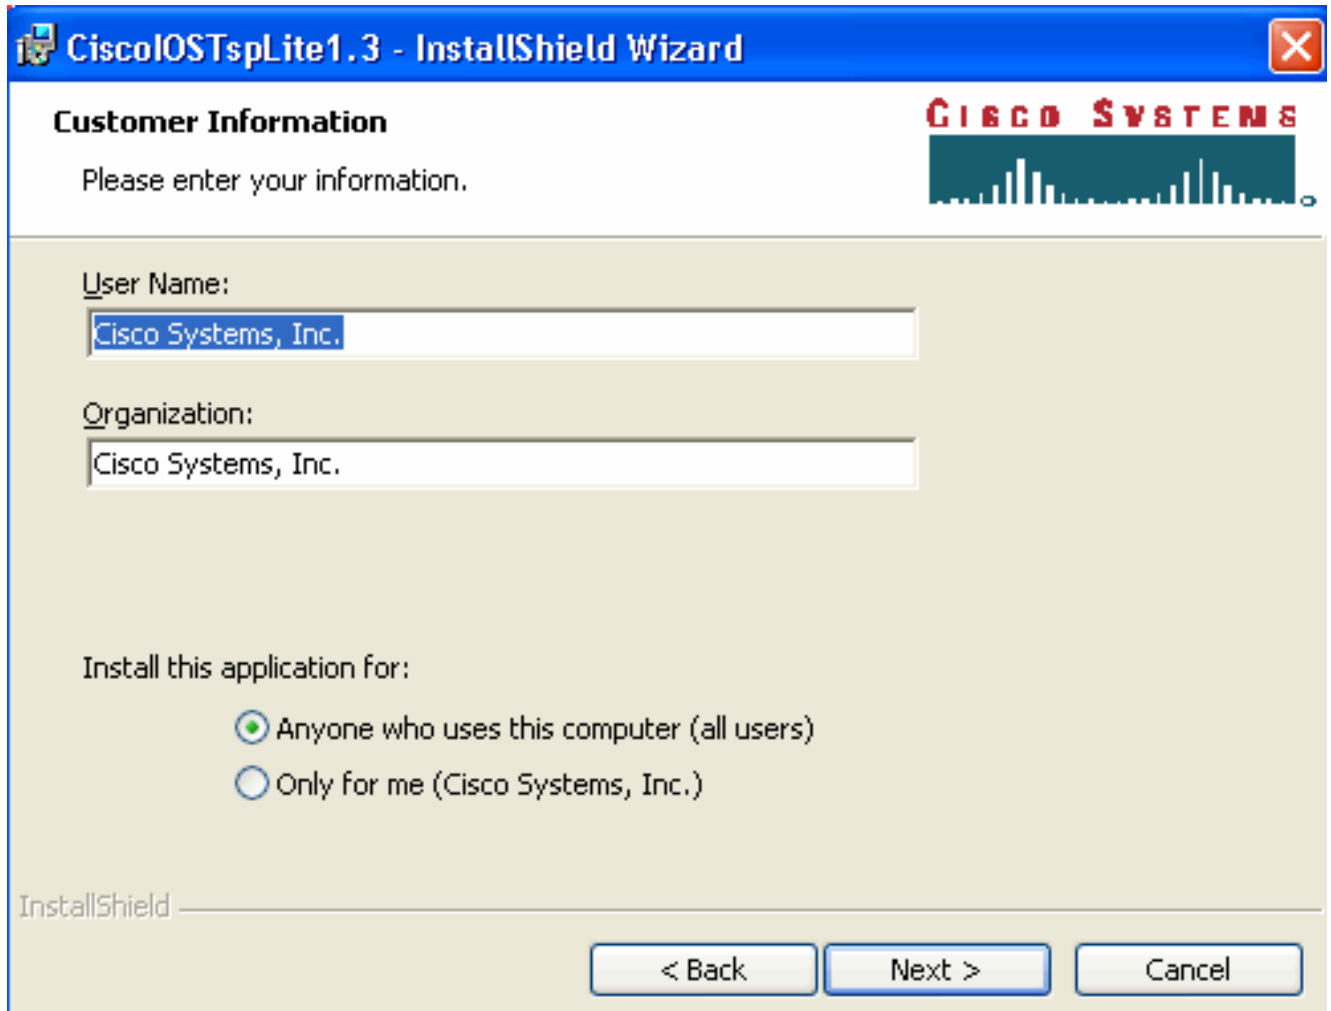 CiscoIOSTspLite1.3 - InstallShield Wizard
Customer Information
CISCO SYSTEMS
Please enter your information.
User Name:
Cisco Systems, Inc.
Organization:
Cisco Systems, Inc.
Install this application for:
Anyone who uses this computer (all users)
Only for me (Cisco Systems, Inc.)
InstallShield
< Back
Next >
Cancel